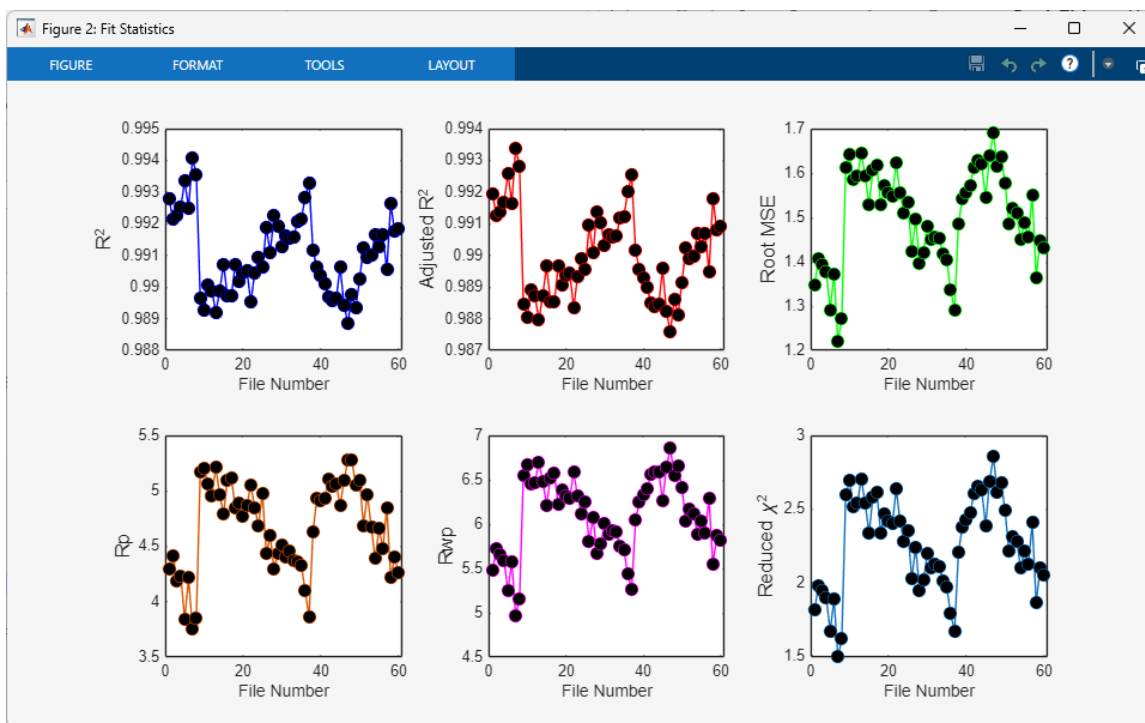 Figure 2: Fit Statistics
FIGURE FORMAT TOOLS LAYOUT
?
0.995
0.994
0.993
0.992
0.991
0.99
0.989
0.988
R²
0 20 40 60
File Number
0.994
0.993
0.992
0.991
0.99
0.989
0.988
0.987
Adjusted R²
0 20 40 60
File Number
1.7
1.6
1.5
1.4
1.3
1.2
Root MSE
0 20 40 60
File Number
5.5
5
4.5
4
3.5
Rp
0 20 40 60
File Number
7
6.5
6
5.5
5
4.5
Rwp
0 20 40 60
File Number
3
2.5
2
1.5
Reduced χ²
0 20 40 60
File Number